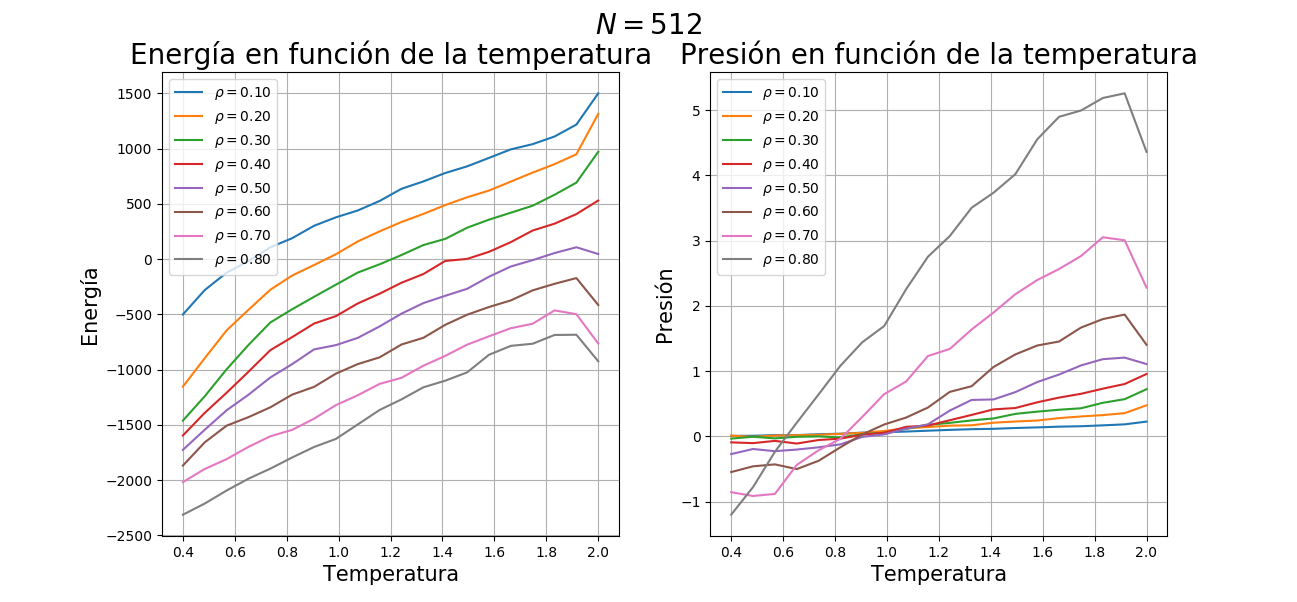 N = 512
Energía en función de la temperatura
Energía
1500
1000
500
0
−500
−1000
−1500
−2000
−2500
ρ = 0.10
ρ = 0.20
ρ = 0.30
ρ = 0.40
ρ = 0.50
ρ = 0.60
ρ = 0.70
ρ = 0.80
0.4 0.6 0.8 1.0 1.2 1.4 1.6 1.8 2.0
Temperatura
Presión en función de la temperatura
Presión
5
4
3
2
1
0
−1
ρ = 0.10
ρ = 0.20
ρ = 0.30
ρ = 0.40
ρ = 0.50
ρ = 0.60
ρ = 0.70
ρ = 0.80
0.4 0.6 0.8 1.0 1.2 1.4 1.6 1.8 2.0
Temperatura